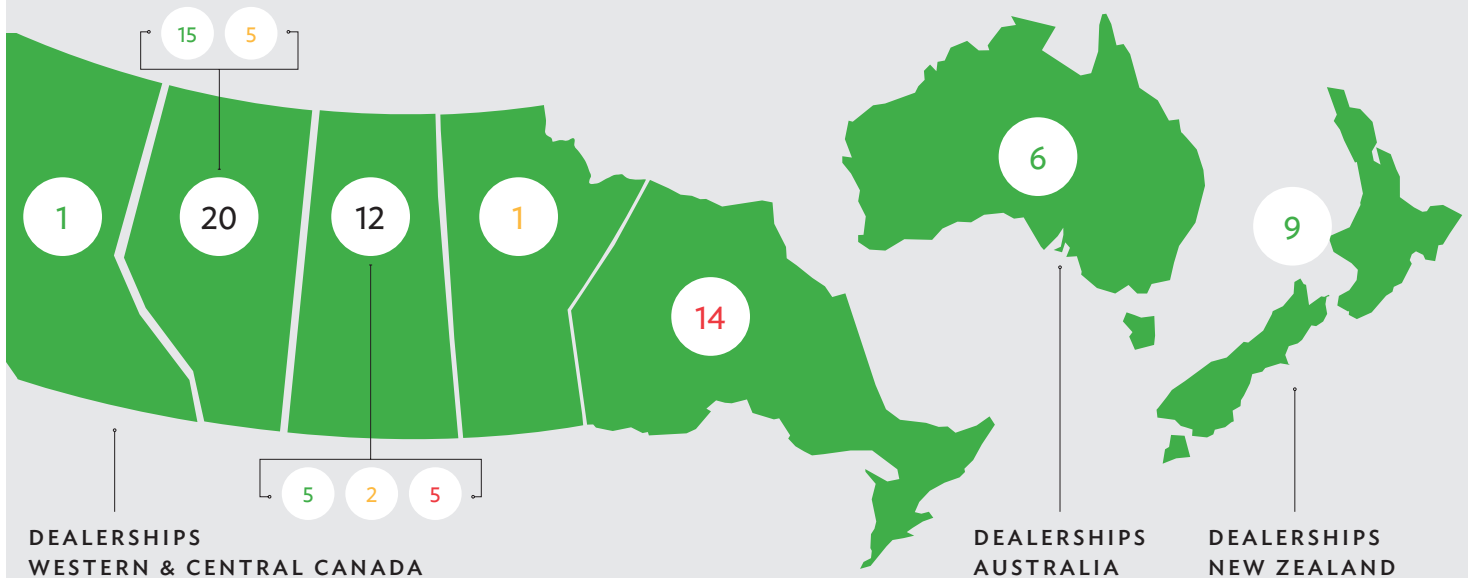 15 5
1 20 12 1 14 6 9
5 2 5
DEALERSHIPS
WESTERN & CENTRAL CANADA
DEALERSHIPS
AUSTRALIA
DEALERSHIPS
NEW ZEALAND